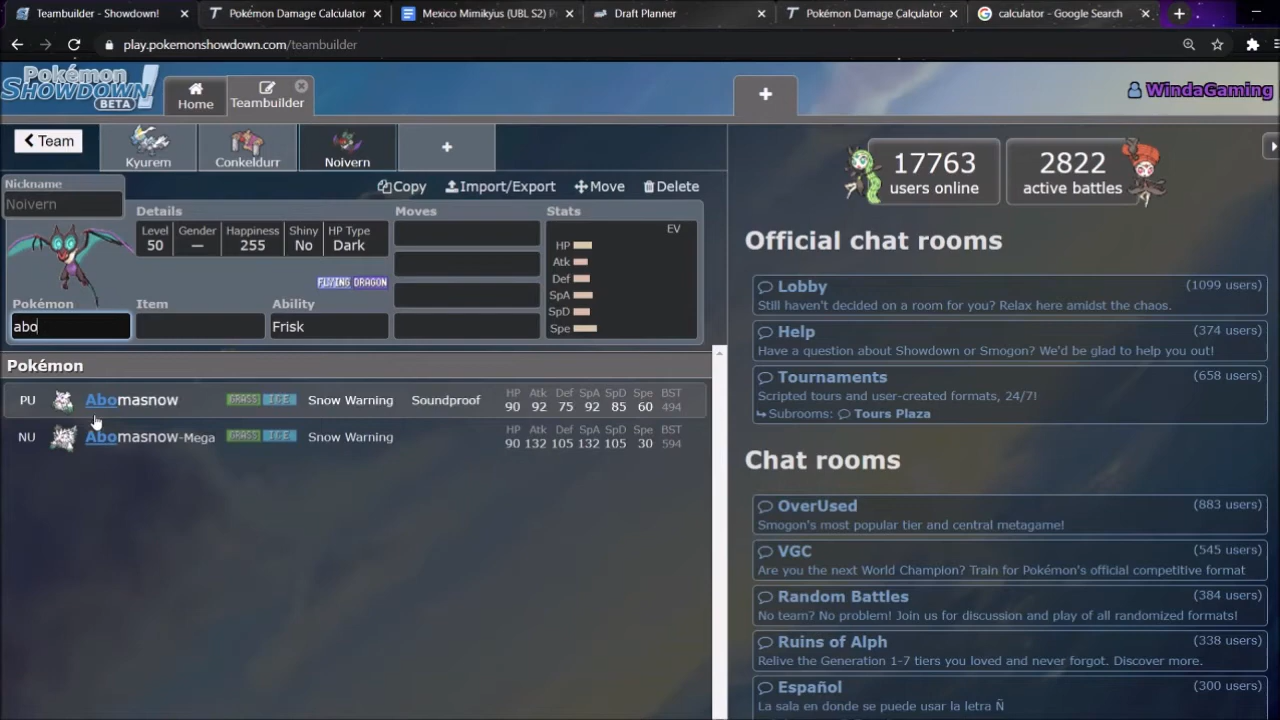 Teambuilder - Showdown!
Pokémon Damage Calculator
Mexico Mimikyus (UBL S2)
Draft Planner
Pokémon Damage Calculator
calculator - Google Search
play.pokemonshowdown.com/teambuilder
Pokémon
SHOWDOWN!
BETA
Home
Teambuilder
WindaGaming
Team
Kyurem
Conkeldurr
Noivern
Copy
Import/Export
Move
Delete
Nickname
Noivern
Details
Level
50
Gender
—
Happiness
255
Shiny
No
HP Type
Dark
FLYING DRAGON
Moves
Stats
EV
HP
Atk
Def
SpA
SpD
Spe
Pokémon
abo
Item
Ability
Frisk
Pokémon
PU Abomasnow GRASS ICE Snow Warning Soundproof HP 90 Atk 92 Def 75 SpA 92 SpD 85 Spe 60 BST 494
NU Abomasnow-Mega GRASS ICE Snow Warning HP 90 Atk 132 Def 105 SpA 132 SpD 105 Spe 30 BST 594
17763
users online
2822
active battles
Official chat rooms
Lobby (1099 users)
Still haven't decided on a room for you? Relax here amidst the chaos.
Help (374 users)
Have a question about Showdown or Smogon? We'd be glad to help you out!
Tournaments (658 users)
Scripted tours and user-created formats, 24/7!
Subrooms: Tours Plaza
Chat rooms
OverUsed (883 users)
Smogon's most popular tier and central metagame!
VGC (545 users)
Are you the next World Champion? Train for Pokémon's official competitive format
Random Battles (384 users)
No team? No problem! Join us for discussion and play of all randomized formats!
Ruins of Alph (338 users)
Relive the Generation 1-7 tiers you loved and never forgot. Discover more.
Español (300 users)
La sala en donde se puede usar la letra Ñ